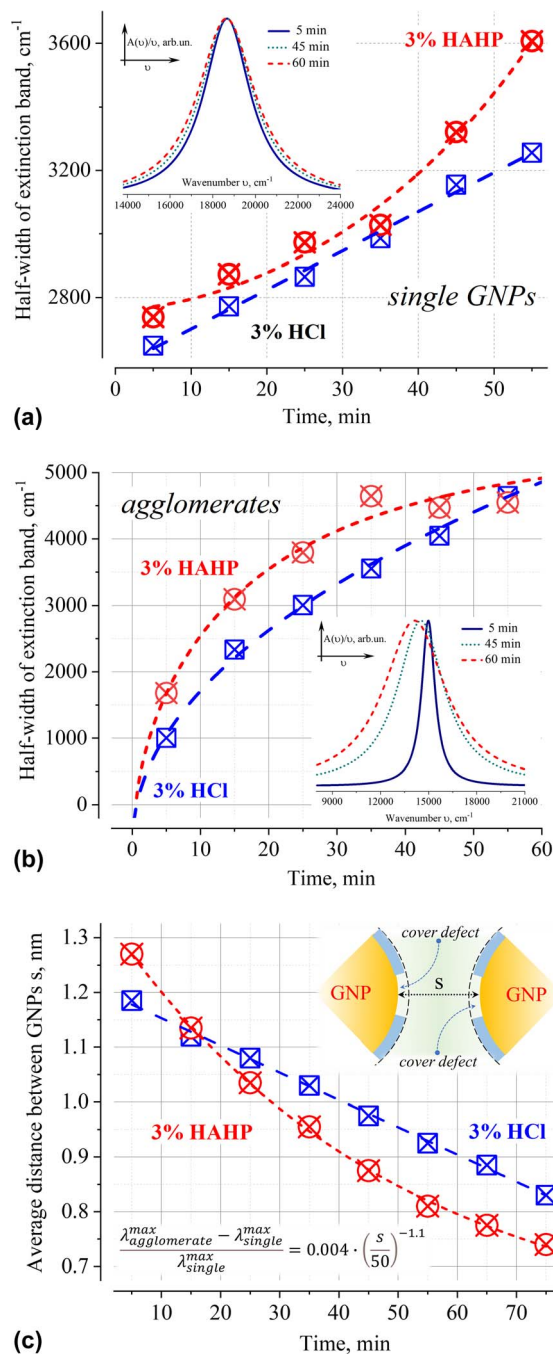 Half-width of extinction band, cm⁻¹
3600
3200
2800
A(υ)/υ, arb.un.
υ
5 min
45 min
60 min
Wavenumber υ, cm⁻¹
14000 16000 18000 20000 22000 24000
3% HAHP
3% HCl
single GNPs
0 10 20 30 40 50
Time, min
(a)
Half-width of extinction band, cm⁻¹
5000
4000
3000
2000
1000
0
agglomerates
3% HAHP
3% HCl
A(υ)/υ, arb.un.
υ
5 min
45 min
60 min
9000 12000 15000 18000 21000
Wavenumber υ, cm⁻¹
0 10 20 30 40 50 60
Time, min
(b)
Average distance between GNPs s, nm
1.3
1.2
1.1
1.0
0.9
0.8
0.7
cover defect
GNP
s
GNP
cover defect
3% HAHP
3% HCl
(λ_agglomerate^max − λ_single^max) / λ_single^max = 0.004 · (s/50)^−1.1
10 20 30 40 50 60 70
Time, min
(c)